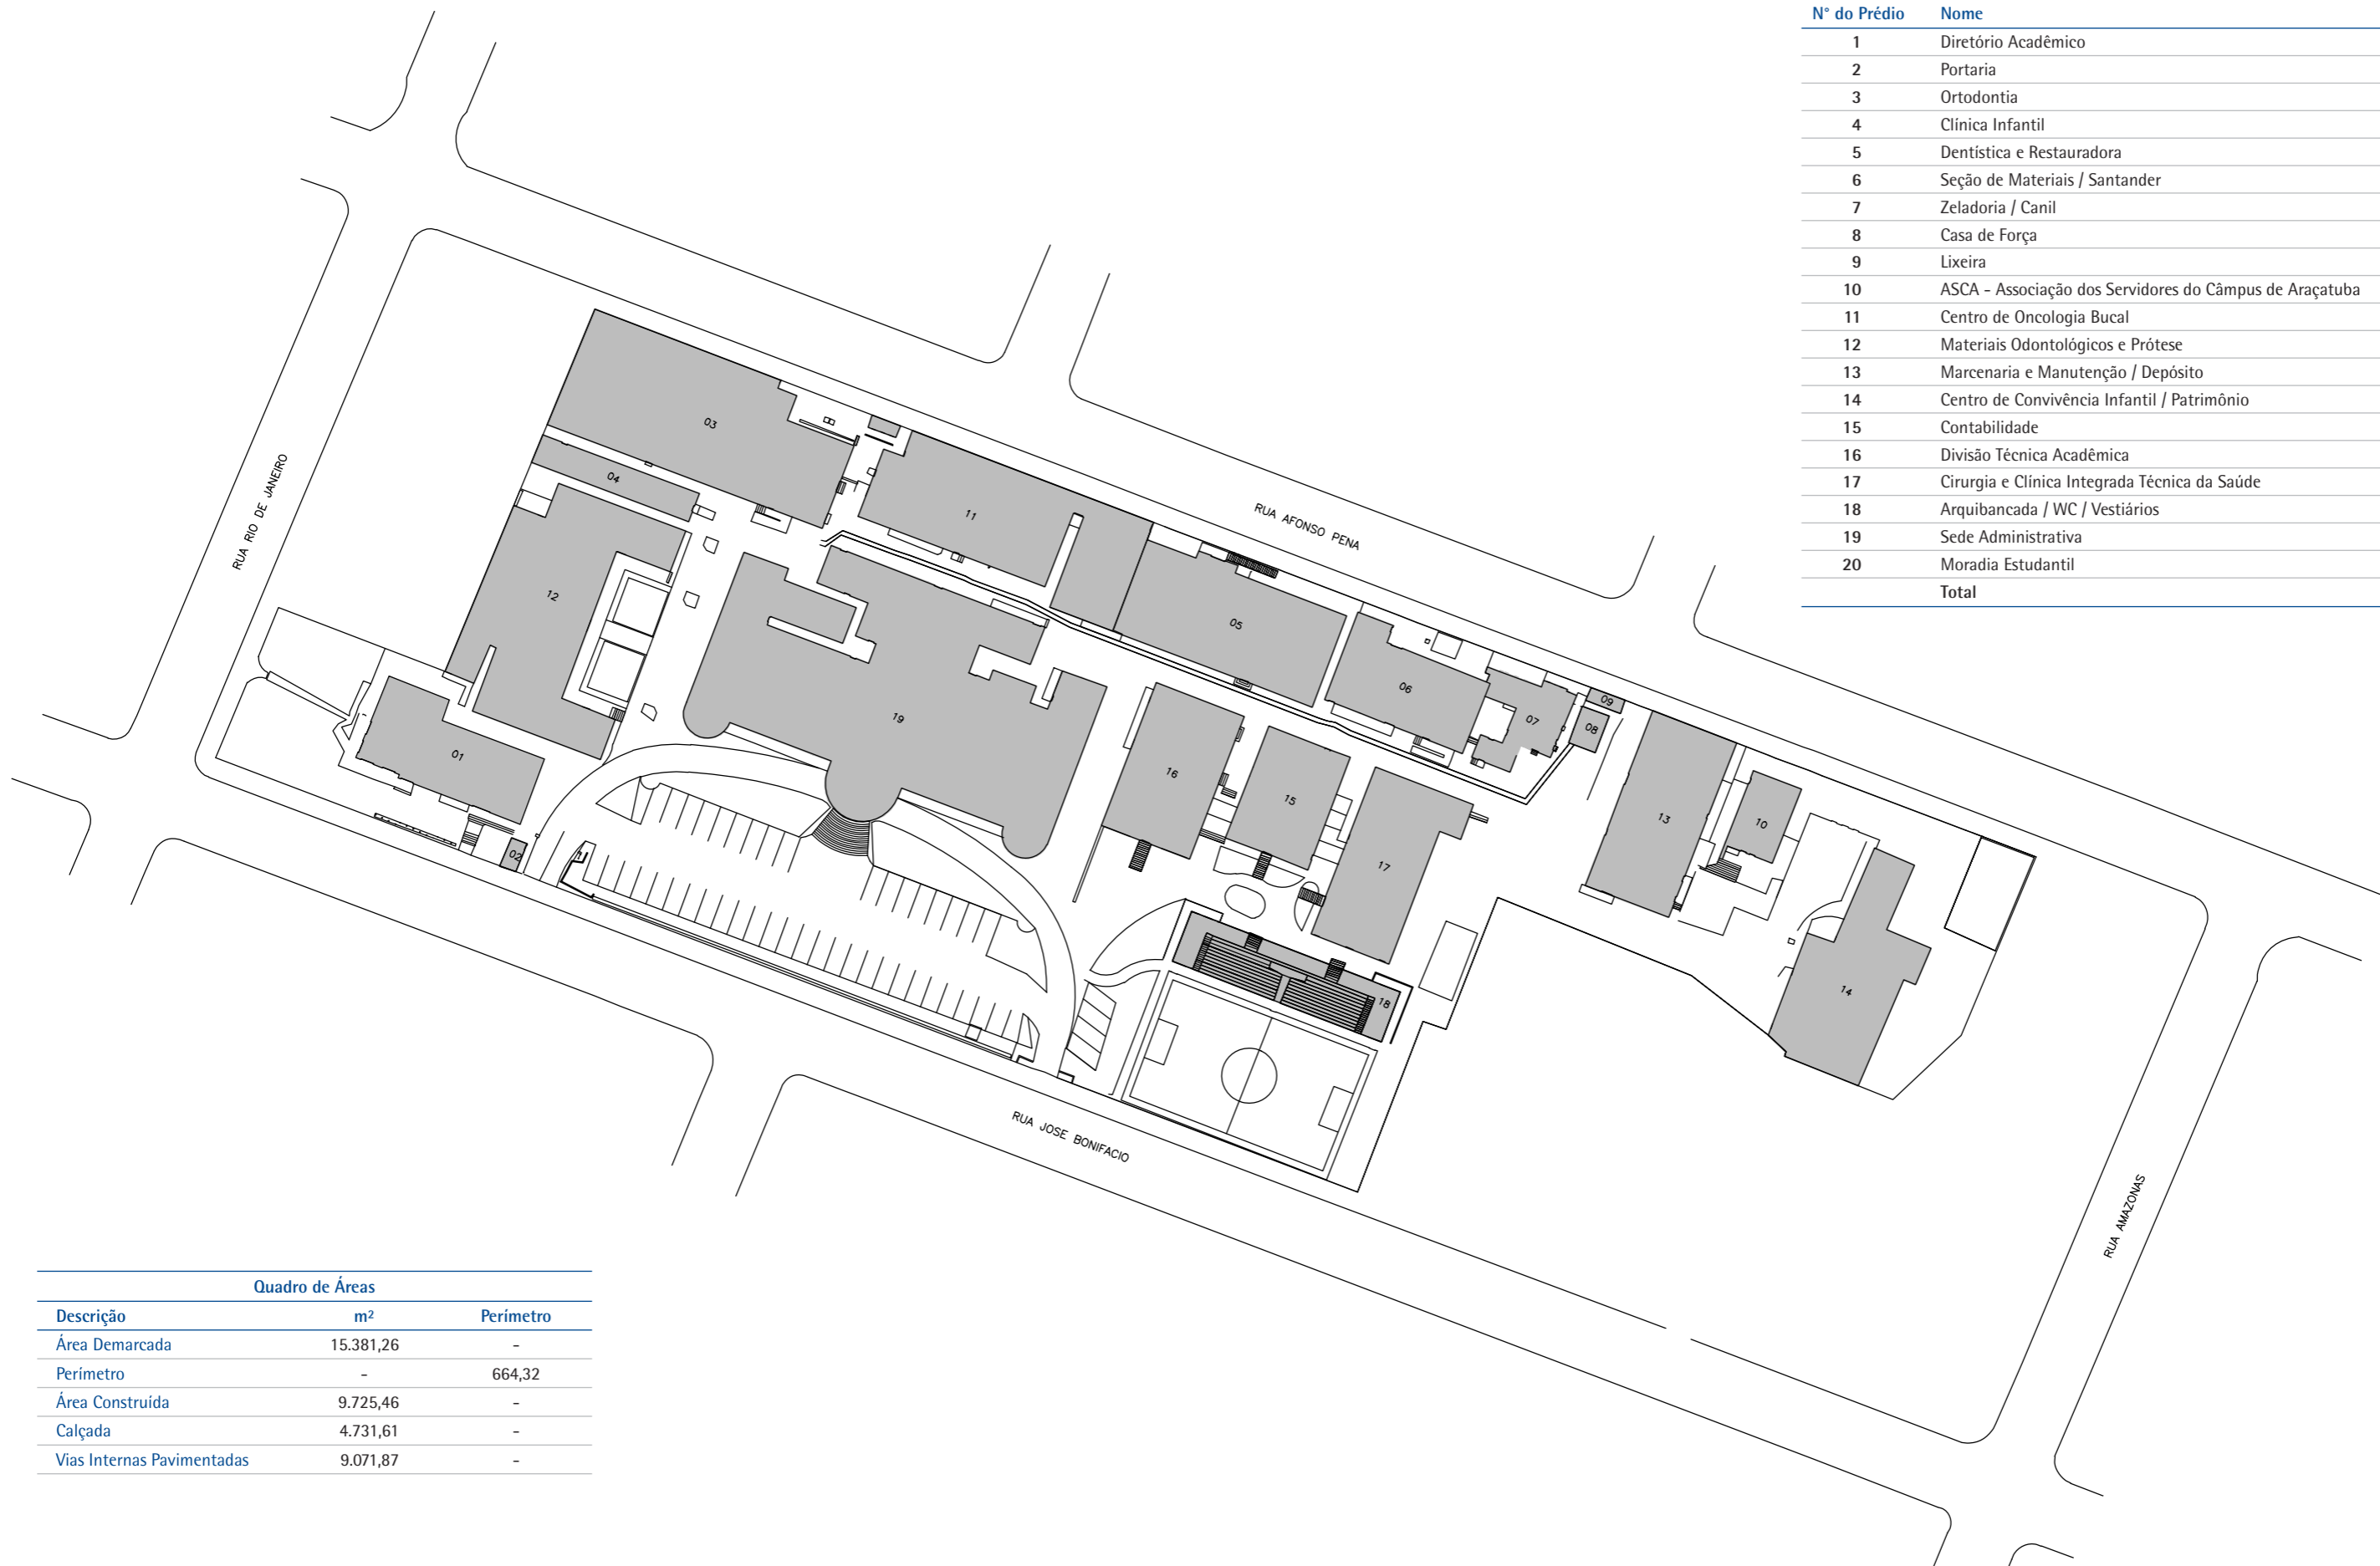 N° do Prédio Nome
1 Diretório Acadêmico
2 Portaria
3 Ortodontia
4 Clínica Infantil
5 Dentística e Restauradora
6 Seção de Materiais / Santander
7 Zeladoria / Canil
8 Casa de Força
9 Lixeira
10 ASCA - Associação dos Servidores do Câmpus de Araçatuba
11 Centro de Oncologia Bucal
12 Materiais Odontológicos e Prótese
13 Marcenaria e Manutenção / Depósito
14 Centro de Convivência Infantil / Patrimônio
15 Contabilidade
16 Divisão Técnica Acadêmica
17 Cirurgia e Clínica Integrada Técnica da Saúde
18 Arquibancada / WC / Vestiários
19 Sede Administrativa
20 Moradia Estudantil
Total
03
04
11
12
RUA RIO DE JANEIRO
RUA AFONSO PENA
05
06
07
09
08
01
02
19
16
15
17
13
10
14
18
RUA JOSE BONIFACIO
RUA AMAZONAS
Quadro de Áreas
Descrição m² Perímetro
Área Demarcada 15.381,26 -
Perímetro - 664,32
Área Construída 9.725,46 -
Calçada 4.731,61 -
Vias Internas Pavimentadas 9.071,87 -